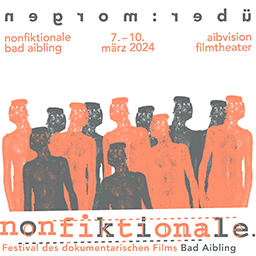 über:morgen
nonfiktionale 7.–10. aibvision
bad aibling märz 2024 filmtheater
nonfiktionale.
Festival des dokumentarischen Films Bad Aibling